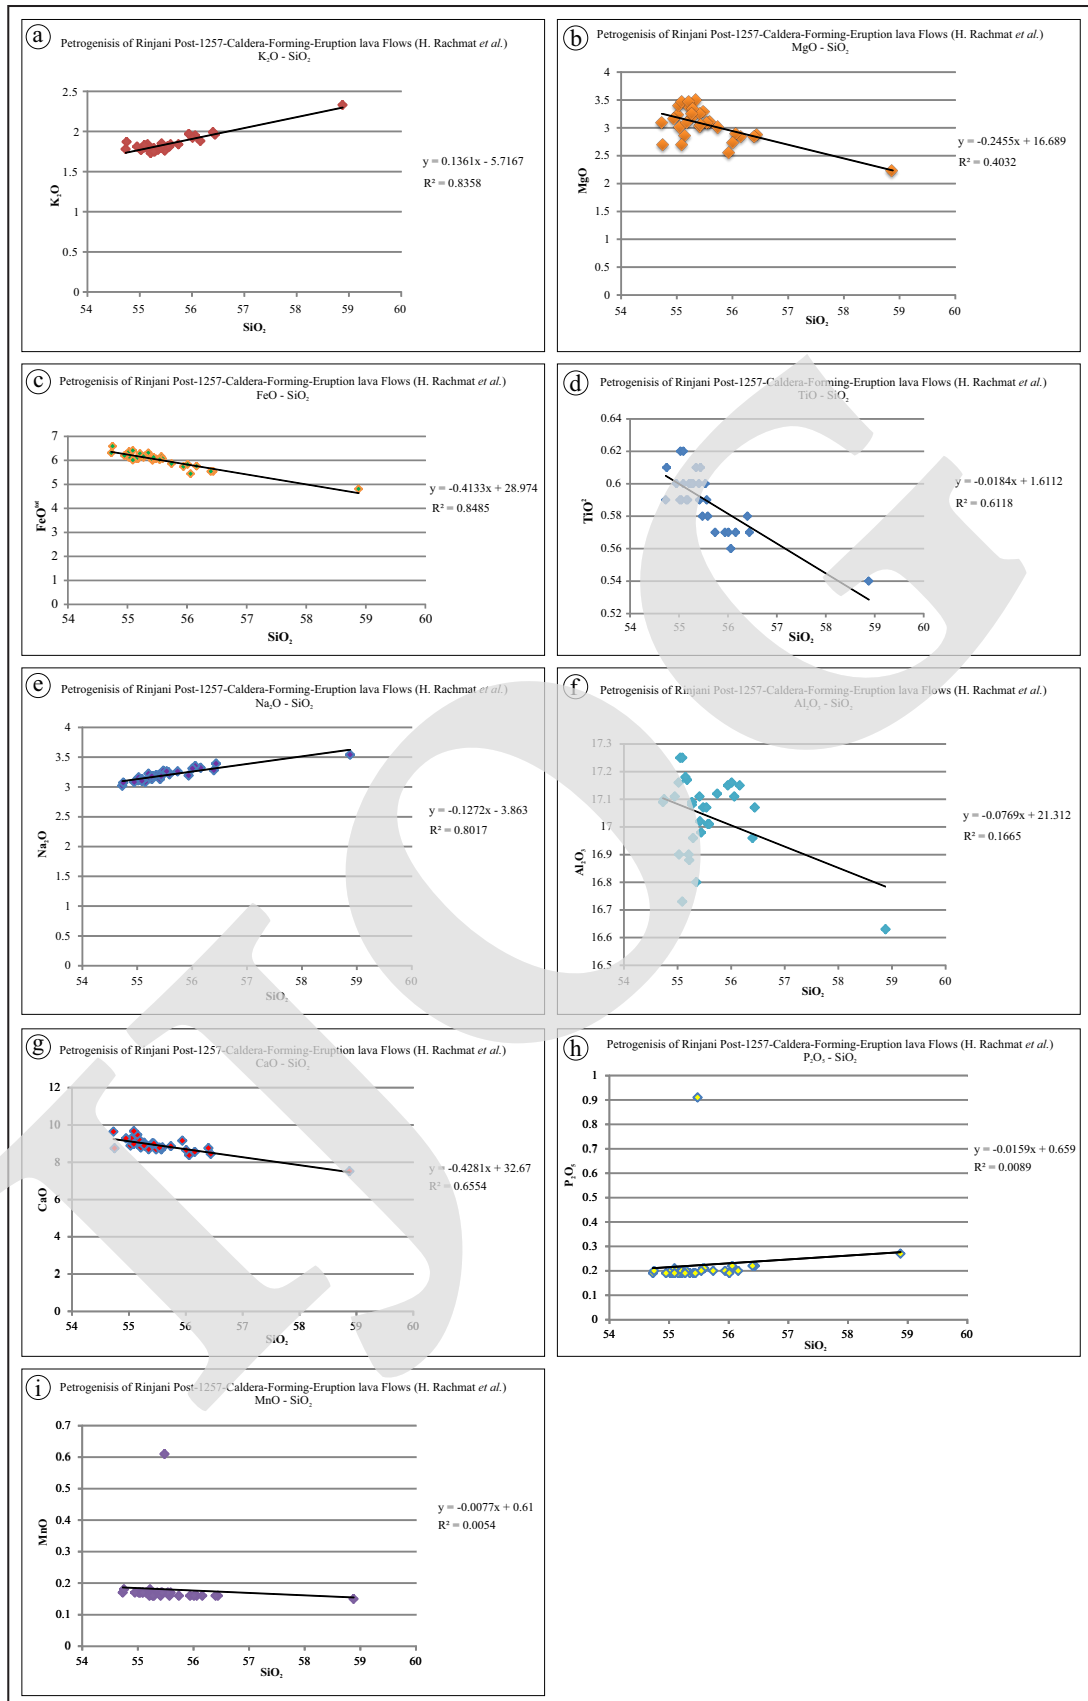 a
Petrogenisis of Rinjani Post-1257-Caldera-Forming-Eruption lava Flows (H. Rachmat et al.)
K₂O - SiO₂
2.5
2
1.5
1
0.5
0
K₂O
54 55 56 57 58 59 60
SiO₂
y = 0.1361x - 5.7167
R² = 0.8358
b
Petrogenisis of Rinjani Post-1257-Caldera-Forming-Eruption lava Flows (H. Rachmat et al.)
MgO - SiO₂
4
3.5
3
2.5
2
1.5
1
0.5
0
MgO
54 55 56 57 58 59 60
SiO₂
y = -0.2455x + 16.689
R² = 0.4032
c
Petrogenisis of Rinjani Post-1257-Caldera-Forming-Eruption lava Flows (H. Rachmat et al.)
FeO - SiO₂
7
6
5
4
3
2
1
0
FeOᵗᵒᵗ
54 55 56 57 58 59 60
SiO₂
y = -0.4133x + 28.974
R² = 0.8485
d
Petrogenisis of Rinjani Post-1257-Caldera-Forming-Eruption lava Flows (H. Rachmat et al.)
TiO - SiO₂
0.64
0.62
0.6
0.58
0.56
0.54
0.52
TiO²
54 55 56 57 58 59 60
SiO₂
y = -0.0184x + 1.6112
R² = 0.6118
e
Petrogenisis of Rinjani Post-1257-Caldera-Forming-Eruption lava Flows (H. Rachmat et al.)
Na₂O - SiO₂
4
3.5
3
2.5
2
1.5
1
0.5
0
Na₂O
54 55 56 57 58 59 60
SiO₂
y = -0.1272x - 3.863
R² = 0.8017
f
Petrogenisis of Rinjani Post-1257-Caldera-Forming-Eruption lava Flows (H. Rachmat et al.)
Al₂O₃ - SiO₂
17.3
17.2
17.1
17
16.9
16.8
16.7
16.6
16.5
Al₂O₃
54 55 56 57 58 59 60
SiO₂
y = -0.0769x + 21.312
R² = 0.1665
g
Petrogenisis of Rinjani Post-1257-Caldera-Forming-Eruption lava Flows (H. Rachmat et al.)
CaO - SiO₂
12
10
8
6
4
2
0
CaO
54 55 56 57 58 59 60
SiO₂
y = -0.4281x + 32.67
R² = 0.6554
h
Petrogenisis of Rinjani Post-1257-Caldera-Forming-Eruption lava Flows (H. Rachmat et al.)
P₂O₅ - SiO₂
1
0.9
0.8
0.7
0.6
0.5
0.4
0.3
0.2
0.1
0
P₂O₅
54 55 56 57 58 59 60
SiO₂
y = -0.0159x + 0.659
R² = 0.0089
i
Petrogenisis of Rinjani Post-1257-Caldera-Forming-Eruption lava Flows (H. Rachmat et al.)
MnO - SiO₂
0.7
0.6
0.5
0.4
0.3
0.2
0.1
0
MnO
54 55 56 57 58 59 60
SiO₂
y = -0.0077x + 0.61
R² = 0.0054
IJOG